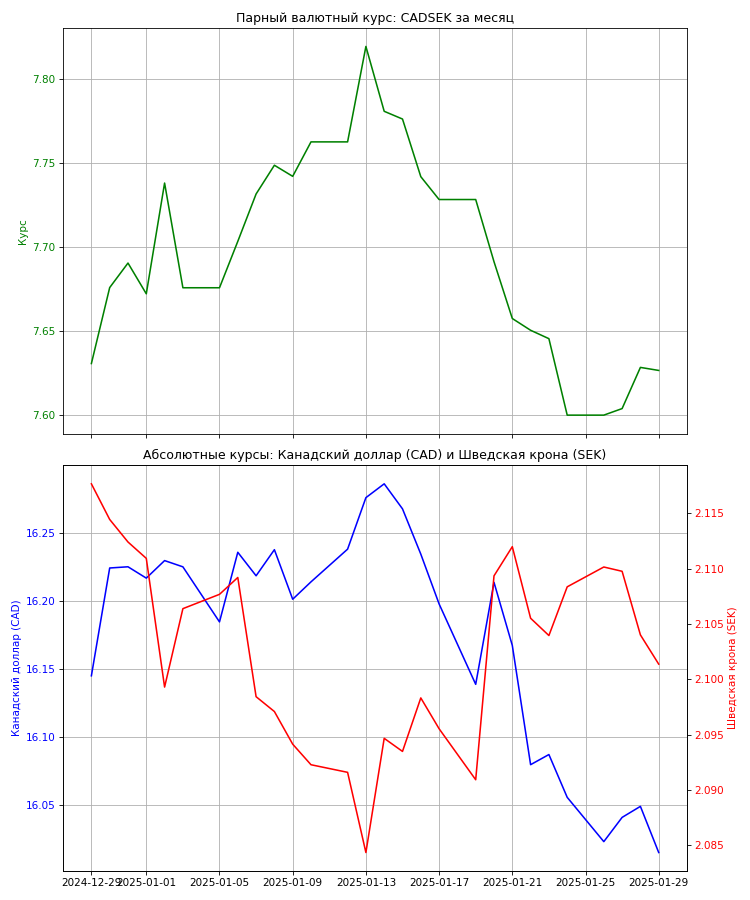 Парный валютный курс: CADSEK за месяц
7.80
7.75
7.70
7.65
7.60
Курс
Абсолютные курсы: Канадский доллар (CAD) и Шведская крона (SEK)
16.25
16.20
16.15
16.10
16.05
Канадский доллар (CAD)
2.115
2.110
2.105
2.100
2.095
2.090
2.085
Шведская крона (SEK)
2024-12-29 2025-01-01 2025-01-05 2025-01-09 2025-01-13 2025-01-17 2025-01-21 2025-01-25 2025-01-29